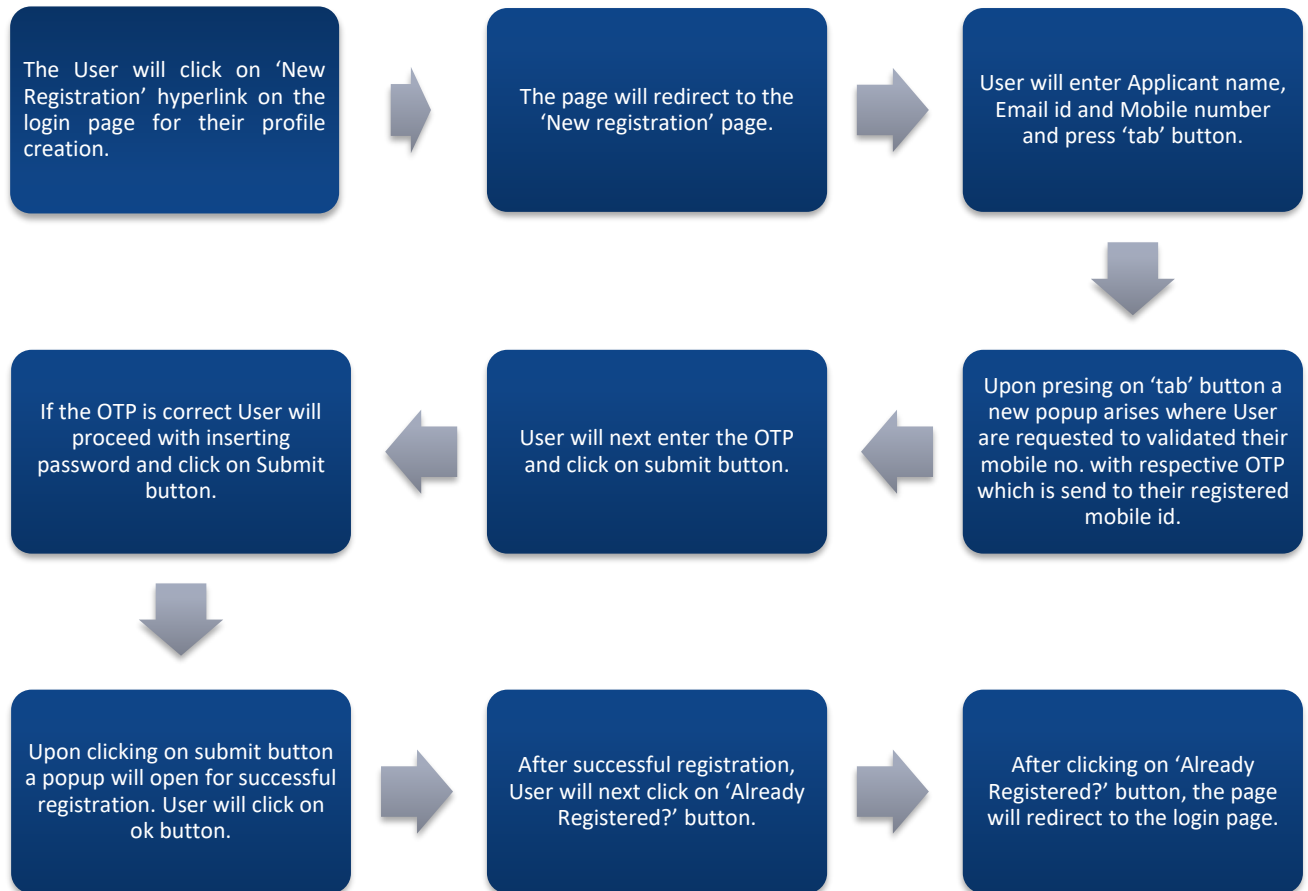 The User will click on ‘New
Registration’ hyperlink on the
login page for their profile
creation.
The page will redirect to the
‘New registration’ page.
User will enter Applicant name,
Email id and Mobile number
and press ‘tab’ button.
Upon presing on ‘tab’ button a
new popup arises where User
are requested to validated their
mobile no. with respective OTP
which is send to their registered
mobile id.
User will next enter the OTP
and click on submit button.
If the OTP is correct User will
proceed with inserting
password and click on Submit
button.
Upon clicking on submit button
a popup will open for successful
registration. User will click on
ok button.
After successful registration,
User will next click on ‘Already
Registered?’ button.
After clicking on ‘Already
Registered?’ button, the page
will redirect to the login page.